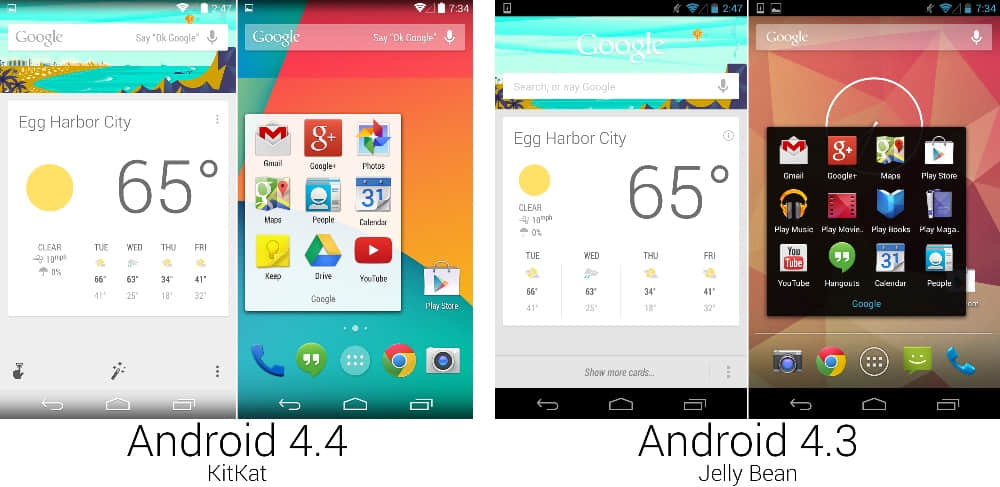 2:47
Google Say "Ok Google"
Egg Harbor City
65°
CLEAR
10mph
0%
TUE WED THU FRI
66° 63° 34° 41°
41° 25° 18° 32°
7:34
Google Say "Ok Google"
Gmail Google+ Photos
Maps People 31 Calendar
Keep Drive YouTube
Google
Play Store
Android 4.4
KitKat
2:47
Google
Search, or say Google
Egg Harbor City
65°
CLEAR
10mph
0%
TUE WED THU FRI
66° 63° 34° 41°
41° 25° 18° 32°
Show more cards...
7:34
Google
Gmail Google+ Maps Play Store
Play Music Play Movie.. Play Books Play Maga..
You Tube 31
YouTube Hangouts Calendar People
Google
Android 4.3
Jelly Bean